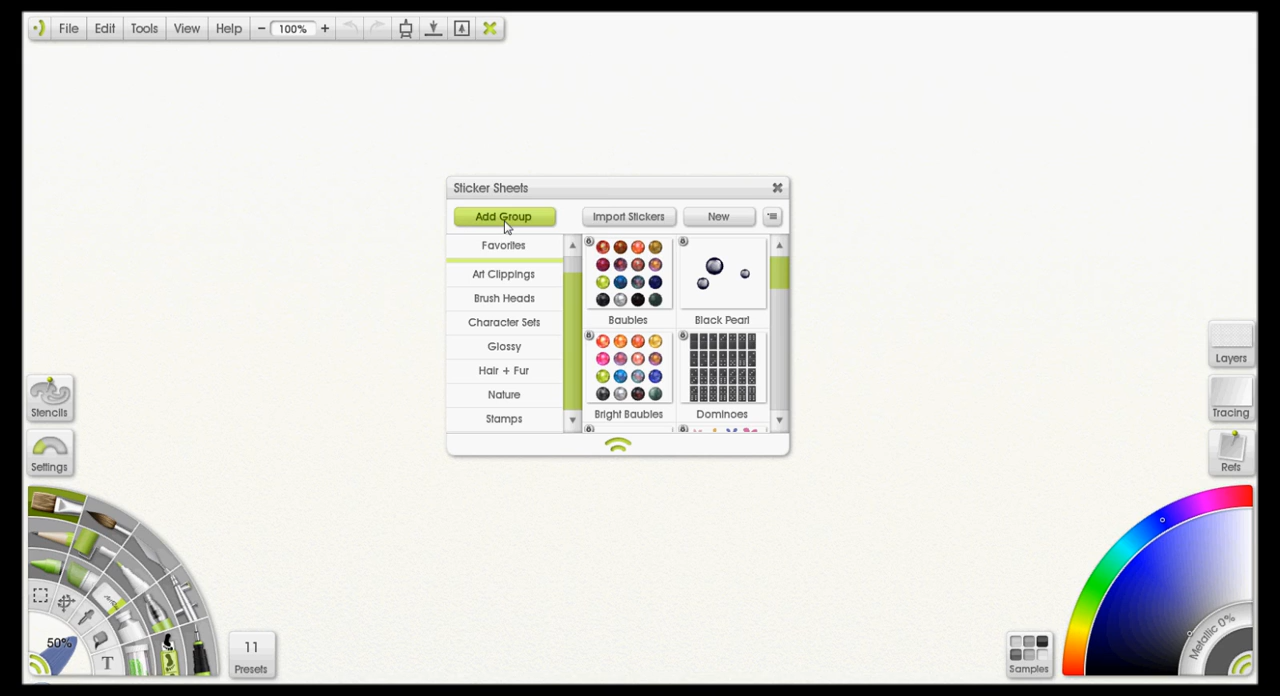 File Edit Tools View Help − 100% +
Sticker Sheets
Add Group Import Stickers New
Favorites
Art Clippings
Brush Heads
Character Sets
Glossy
Hair + Fur
Nature
Stamps
Baubles Black Pearl
Bright Baubles Dominoes
Stencils
Settings
50%
T
11
Presets
Layers
Tracing
Refs
Metallic 0%
Samples